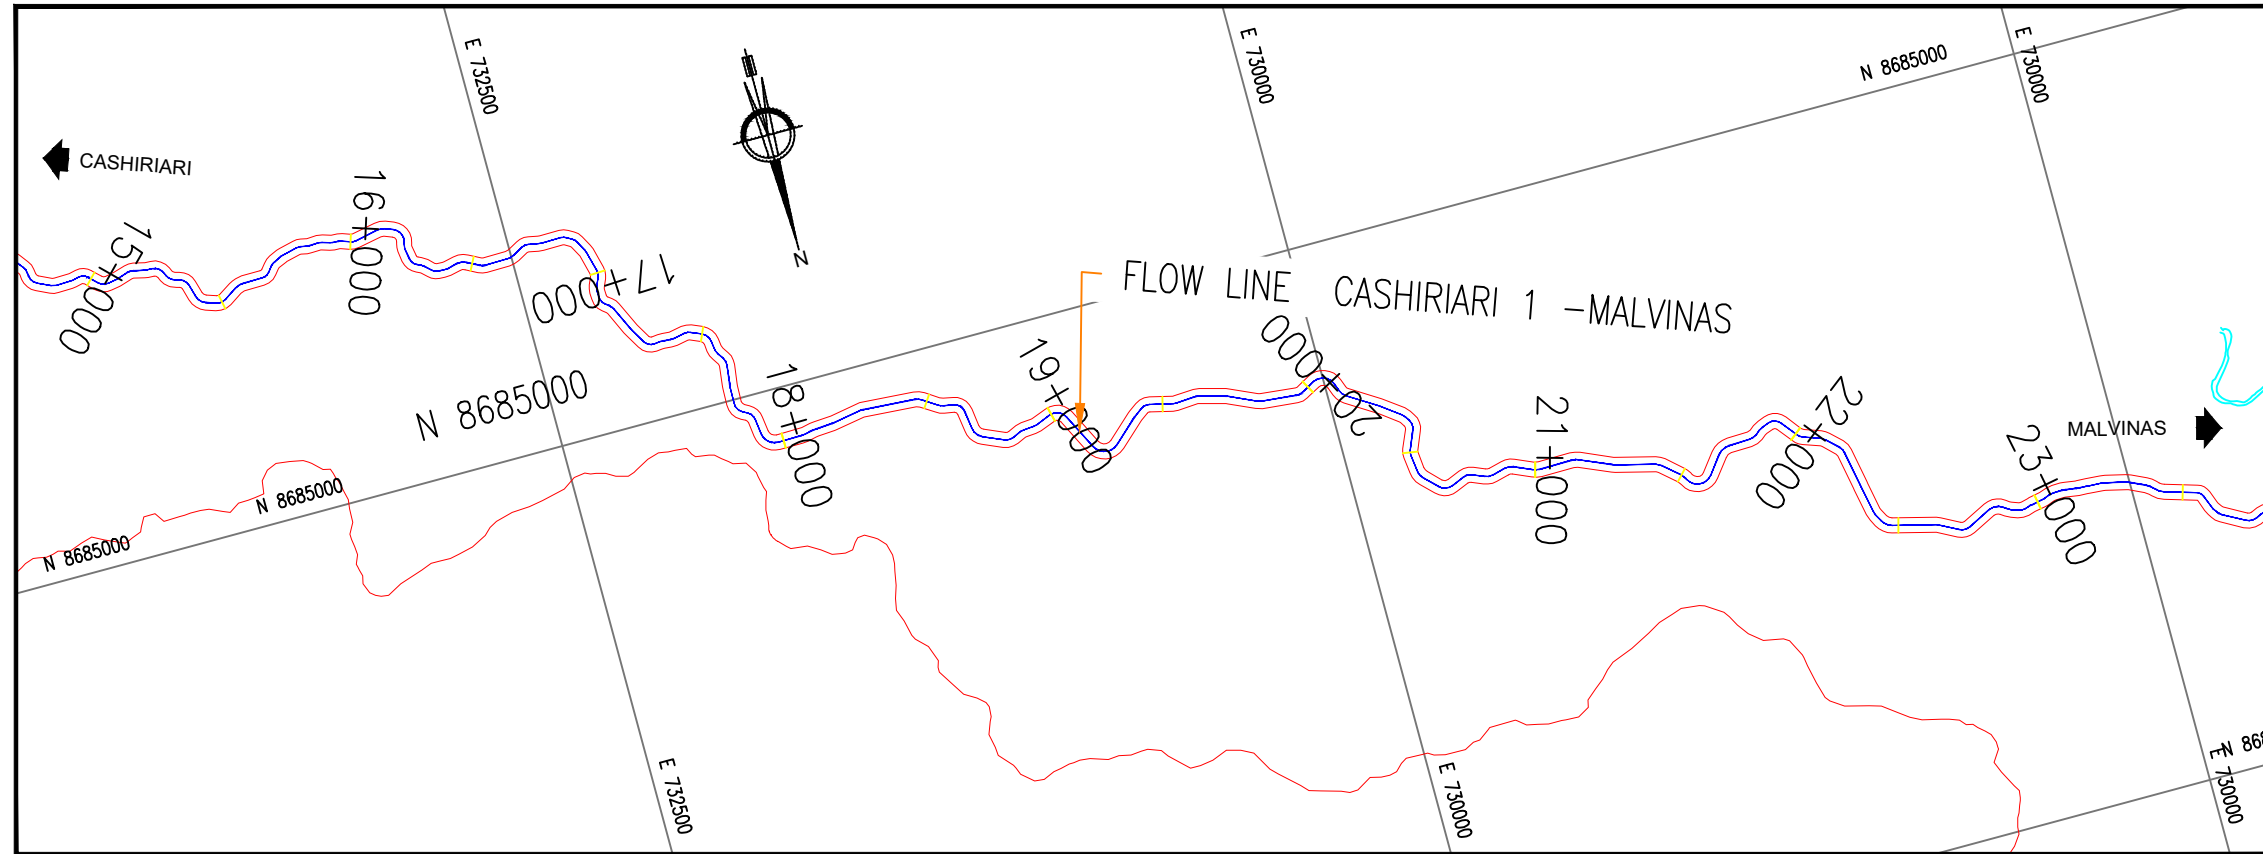 E 732500
E 730000
E 730000
N 8685000
CASHIRIARI
15+000
16+000
17+000
N
FLOW LINE CASHIRIARI 1 -MALVINAS
N 8685000
18+000
19+000
20+000
21+000
22+000
23+000
MALVINAS
N 8685000
N 8685000
E 732500
E 730000
E 730000
N 868